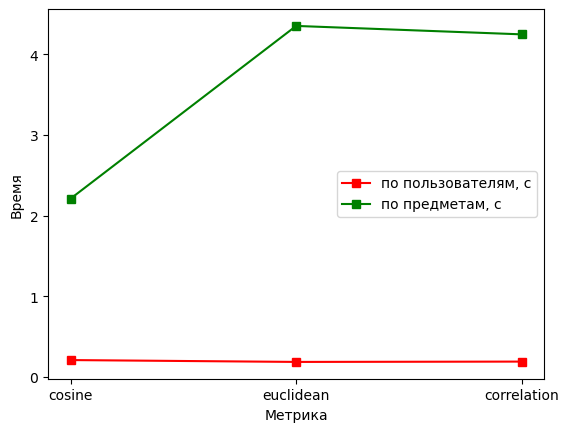 4
3
2
1
0
Время
по пользователям, с
по предметам, с
cosine
euclidean
correlation
Метрика